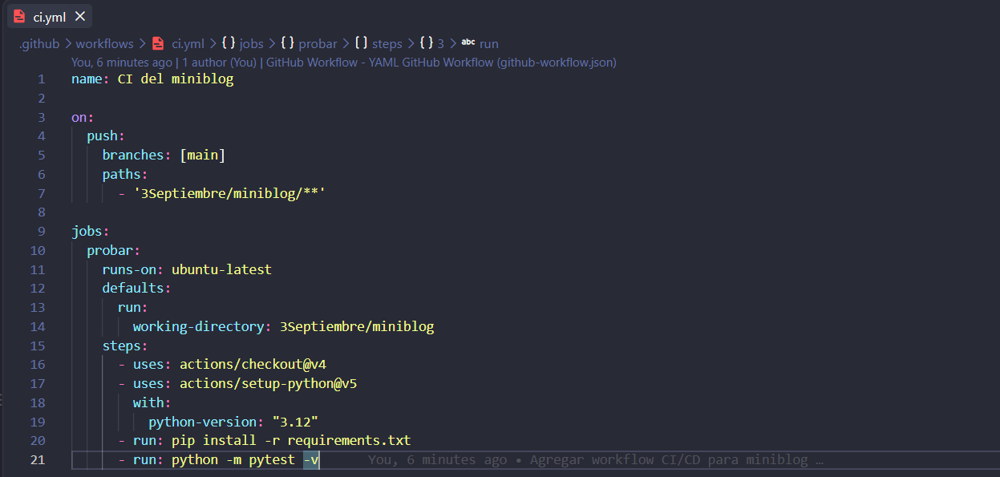 ci.yml
.github > workflows > ci.yml > {} jobs > {} probar > [] steps > {} 3 > abc run
You, 6 minutes ago | 1 author (You) | GitHub Workflow - YAML GitHub Workflow (github-workflow.json)
1 name: CI del miniblog
2
3 on:
4   push:
5     branches: [main]
6     paths:
7       - '3Septiembre/miniblog/**'
8
9 jobs:
10   probar:
11     runs-on: ubuntu-latest
12     defaults:
13       run:
14         working-directory: 3Septiembre/miniblog
15     steps:
16       - uses: actions/checkout@v4
17       - uses: actions/setup-python@v5
18         with:
19           python-version: "3.12"
20       - run: pip install -r requirements.txt
21       - run: python -m pytest -v You, 6 minutes ago • Agregar workflow CI/CD para miniblog …